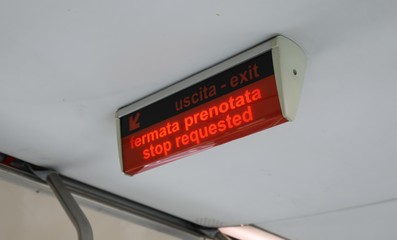 uscita - exit
fermata prenotata
stop requested